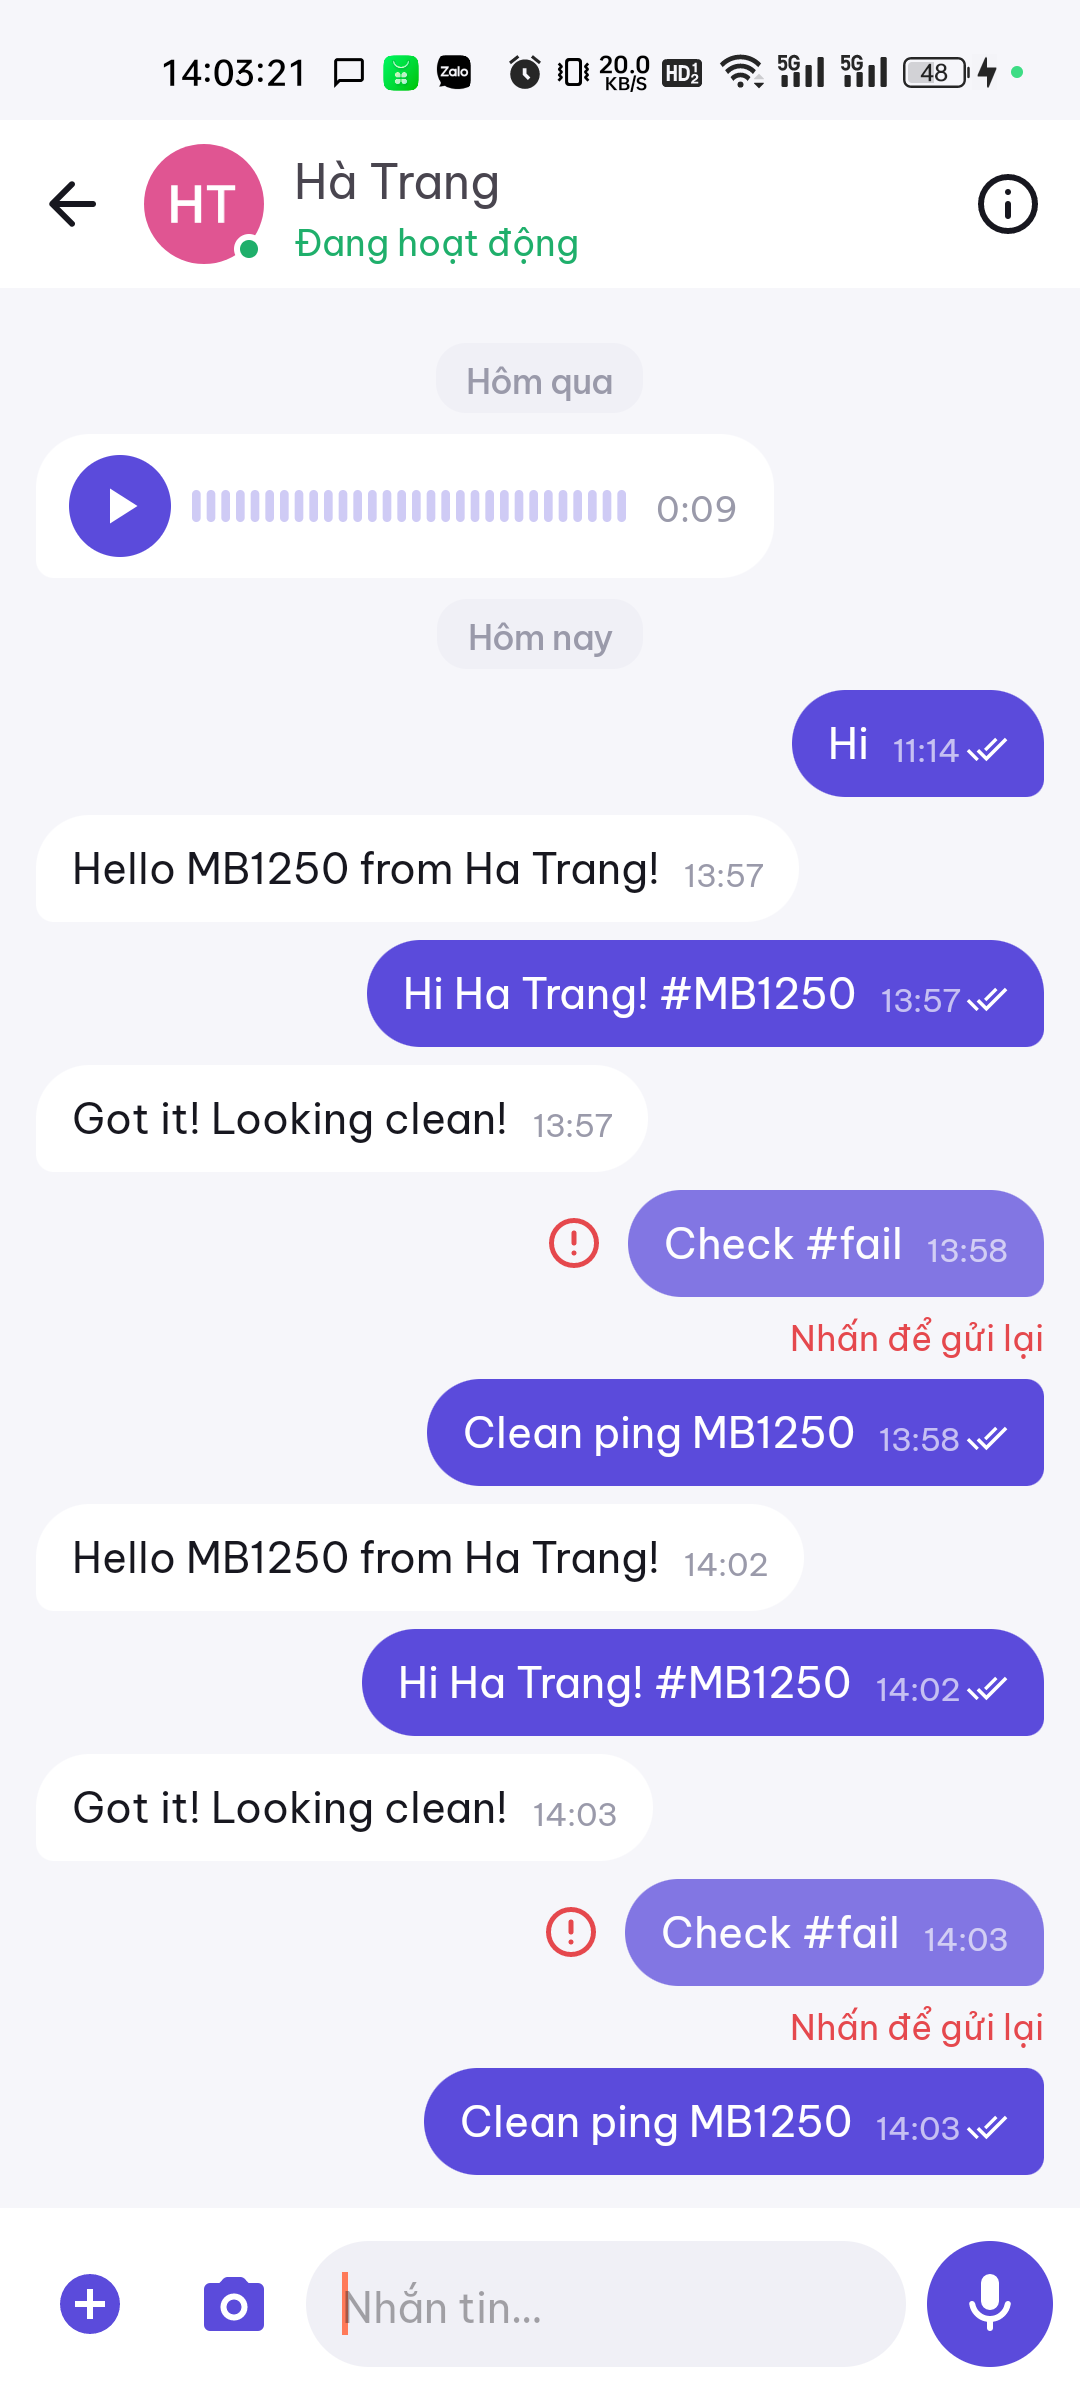 14:03:21 Zalo 20.0 KB/S HD 1 2 5G 5G 48
HT
Hà Trang
Đang hoạt động
Hôm qua
0:09
Hôm nay
Hi 11:14
Hello MB1250 from Ha Trang! 13:57
Hi Ha Trang! #MB1250 13:57
Got it! Looking clean! 13:57
Check #fail 13:58
Nhấn để gửi lại
Clean ping MB1250 13:58
Hello MB1250 from Ha Trang! 14:02
Hi Ha Trang! #MB1250 14:02
Got it! Looking clean! 14:03
Check #fail 14:03
Nhấn để gửi lại
Clean ping MB1250 14:03
Nhắn tin...